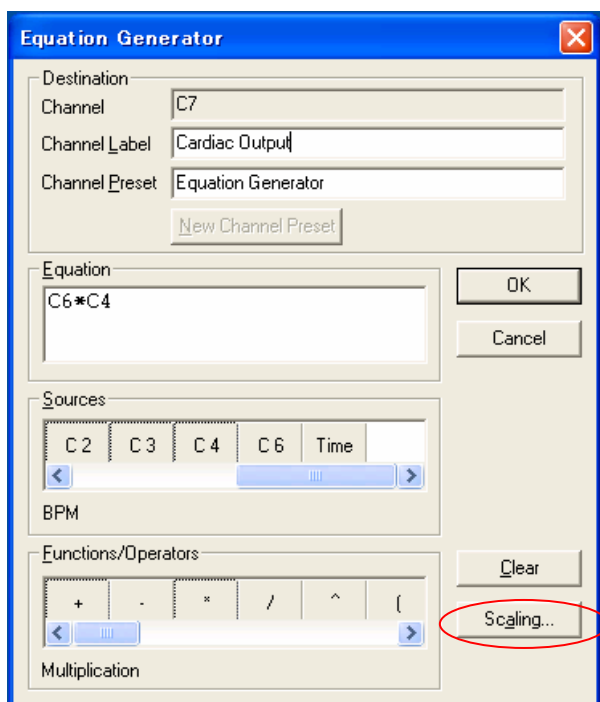 Equation Generator
Destination
Channel C7
Channel Label Cardiac Output
Channel Preset Equation Generator
New Channel Preset
Equation
C6*C4
OK
Cancel
Sources
C 2 C 3 C 4 C 6 Time
BPM
Functions/Operators
+ - * / ^ (
Multiplication
Clear
Scaling...